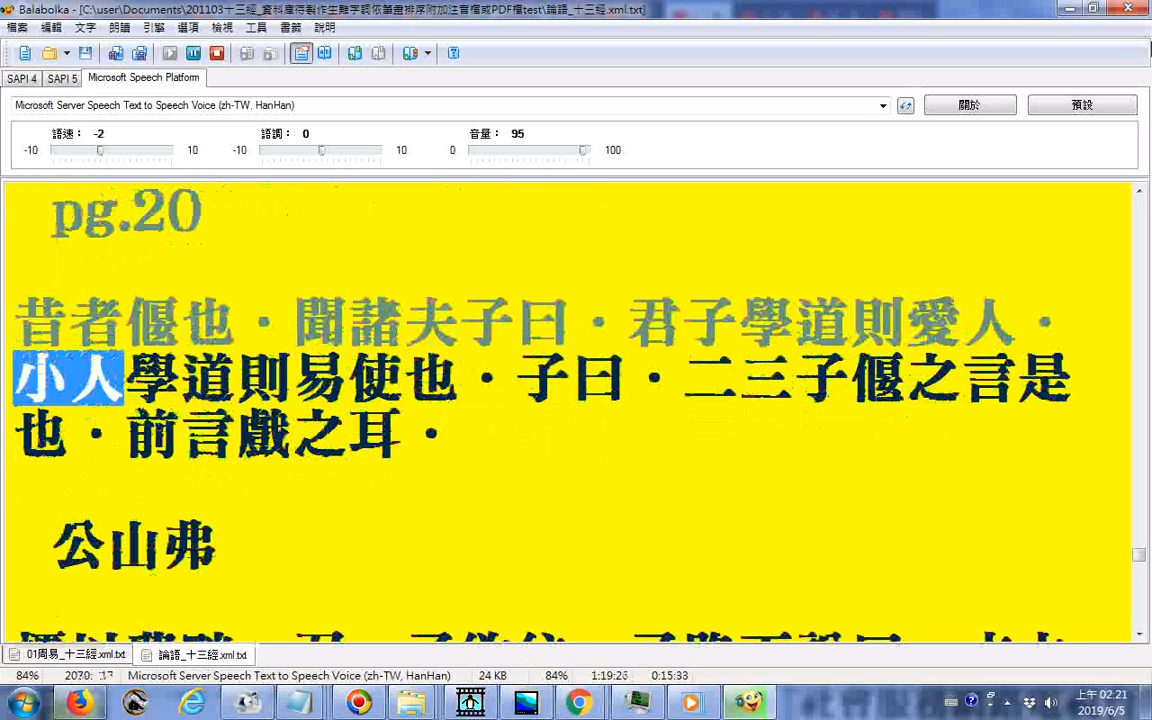 Balabolka - [C:\user\Documents\201103十三經_資料庫待製作生難字詞依筆畫排序附加注音檔或PDF檔test\論語_十三經.xml.txt]
檔案 編輯 文字 朗讀 引擎 選項 檢視 工具 書籤 說明
SAPI 4 SAPI 5 Microsoft Speech Platform
Microsoft Server Speech Text to Speech Voice (zh-TW, HanHan) 關於 預設
語速： -2 語調： 0 音量： 95
-10 10 -10 10 0 100
pg.20
昔者偃也．聞諸夫子曰．君子學道則愛人．
小人學道則易使也．子曰．二三子偃之言是
也．前言戲之耳．
公山弗
01周易_十三經.xml.txt 論語_十三經.xml.txt
84% Microsoft Server Speech Text to Speech Voice (zh-TW, HanHan) 24 KB 84% 1:19:26 0:15:33
上午 02:21
2019/6/5